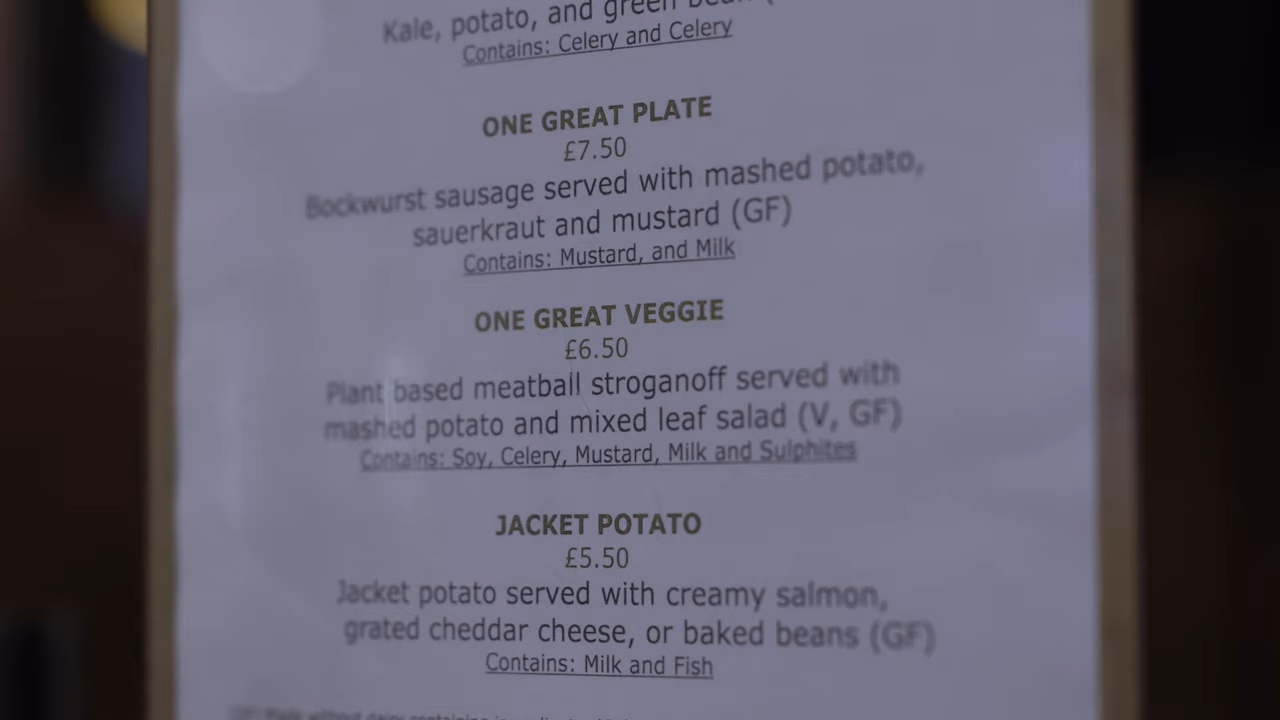 Kale, potato, and green bean
Contains: Celery and Celery
ONE GREAT PLATE
£7.50
Bockwurst sausage served with mashed potato,
sauerkraut and mustard (GF)
Contains: Mustard, and Milk
ONE GREAT VEGGIE
£6.50
Plant based meatball stroganoff served with
mashed potato and mixed leaf salad (V, GF)
Contains: Soy, Celery, Mustard, Milk and Sulphites
JACKET POTATO
£5.50
Jacket potato served with creamy salmon,
grated cheddar cheese, or baked beans (GF)
Contains: Milk and Fish